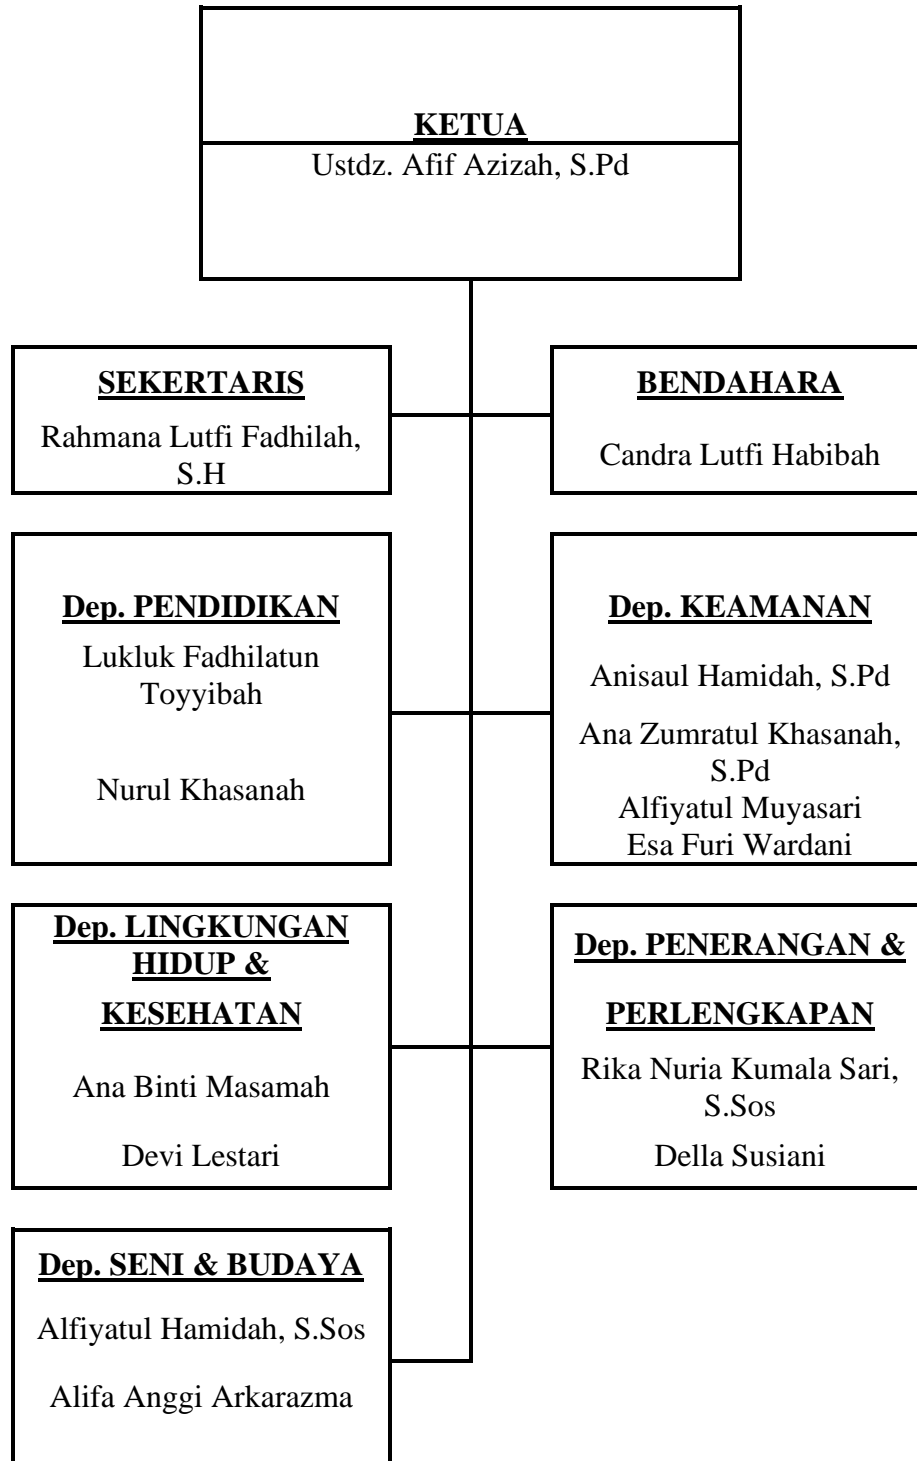 KETUA
Ustdz. Afif Azizah, S.Pd
SEKERTARIS
Rahmana Lutfi Fadhilah,
S.H
BENDAHARA
Candra Lutfi Habibah
Dep. PENDIDIKAN
Lukluk Fadhilatun
Toyyibah
Nurul Khasanah
Dep. KEAMANAN
Anisaul Hamidah, S.Pd
Ana Zumratul Khasanah,
S.Pd
Alfiyatul Muyasari
Esa Furi Wardani
Dep. LINGKUNGAN
HIDUP &
KESEHATAN
Ana Binti Masamah
Devi Lestari
Dep. PENERANGAN &
PERLENGKAPAN
Rika Nuria Kumala Sari,
S.Sos
Della Susiani
Dep. SENI & BUDAYA
Alfiyatul Hamidah, S.Sos
Alifa Anggi Arkarazma